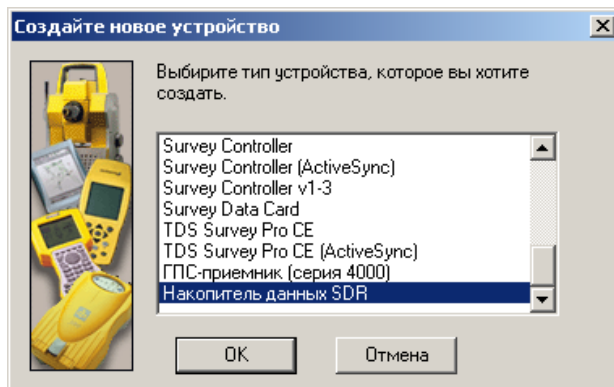 Создайте новое устройство
Выбирите тип устройства, которое вы хотите
создать.
Survey Controller
Survey Controller (ActiveSync)
Survey Controller v1-3
Survey Data Card
TDS Survey Pro CE
TDS Survey Pro CE (ActiveSync)
ГПС-приемник (серия 4000)
Накопитель данных SDR
OK
Отмена